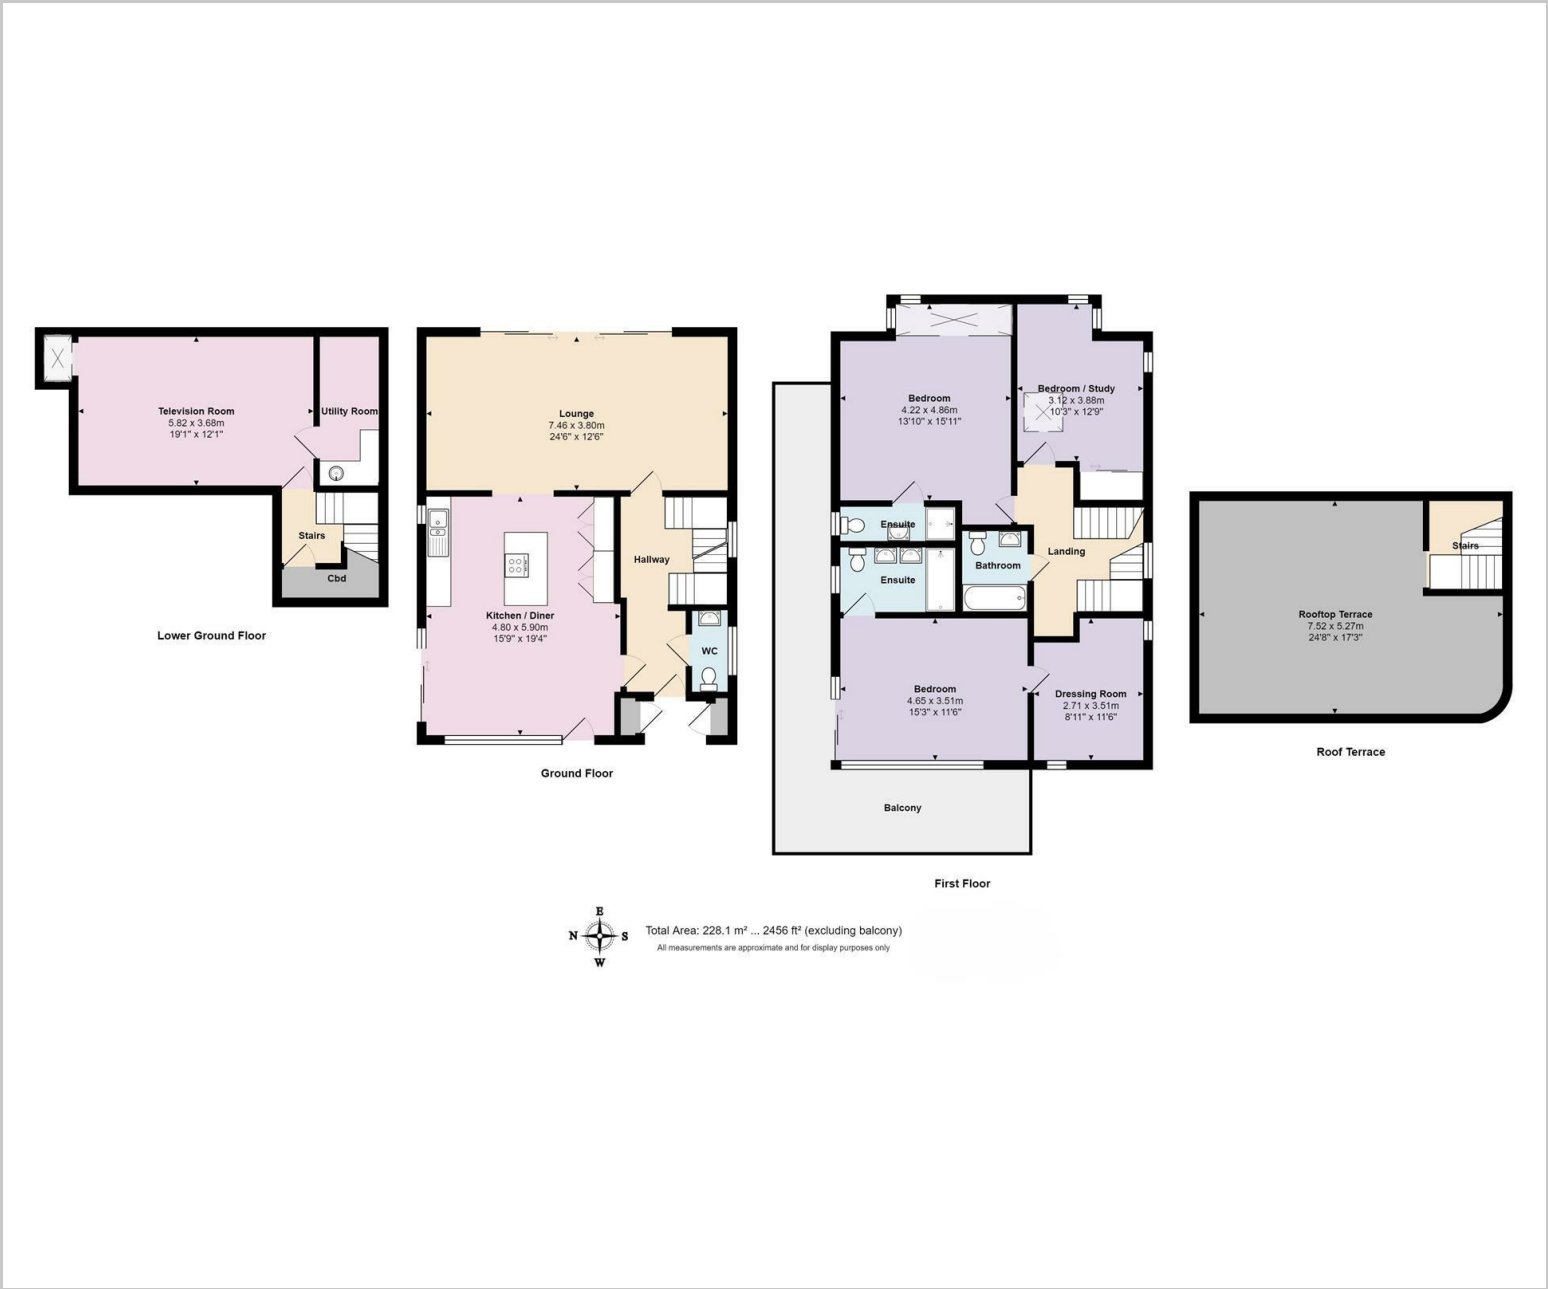 Television Room
5.82 x 3.68m
19'1" x 12'1"
Utility Room
Stairs
Cbd
Lower Ground Floor
Lounge
7.46 x 3.80m
24'6" x 12'6"
Hallway
Kitchen / Diner
4.80 x 5.90m
15'9" x 19'4"
WC
Ground Floor
Bedroom
4.22 x 4.86m
13'10" x 15'11"
Bedroom / Study
3.12 x 3.88m
10'3" x 12'9"
Ensuite
Landing
Bathroom
Ensuite
Bedroom
4.65 x 3.51m
15'3" x 11'6"
Dressing Room
2.71 x 3.51m
8'11" x 11'6"
Balcony
First Floor
Stairs
Rooftop Terrace
7.52 x 5.27m
24'8" x 17'3"
Roof Terrace
E
N S
W
Total Area: 228.1 m² ... 2456 ft² (excluding balcony)
All measurements are approximate and for display purposes only